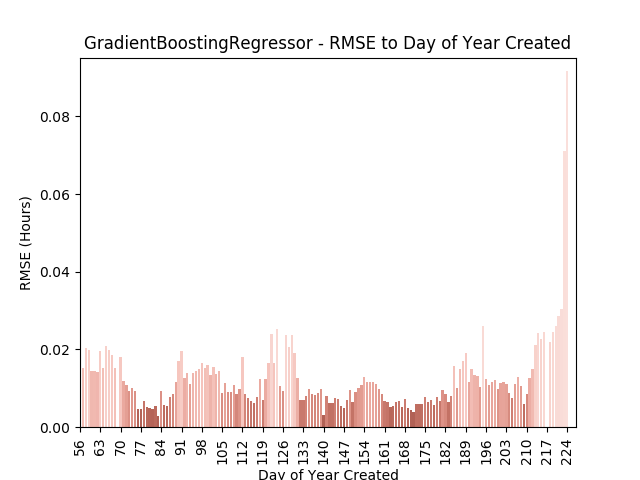 GradientBoostingRegressor - RMSE to Day of Year Created
0.08
0.06
0.04
0.02
0.00
RMSE (Hours)
56 63 70 77 84 91 98 105 112 119 126 133 140 147 154 161 168 175 182 189 196 203 210 217 224
Day of Year Created